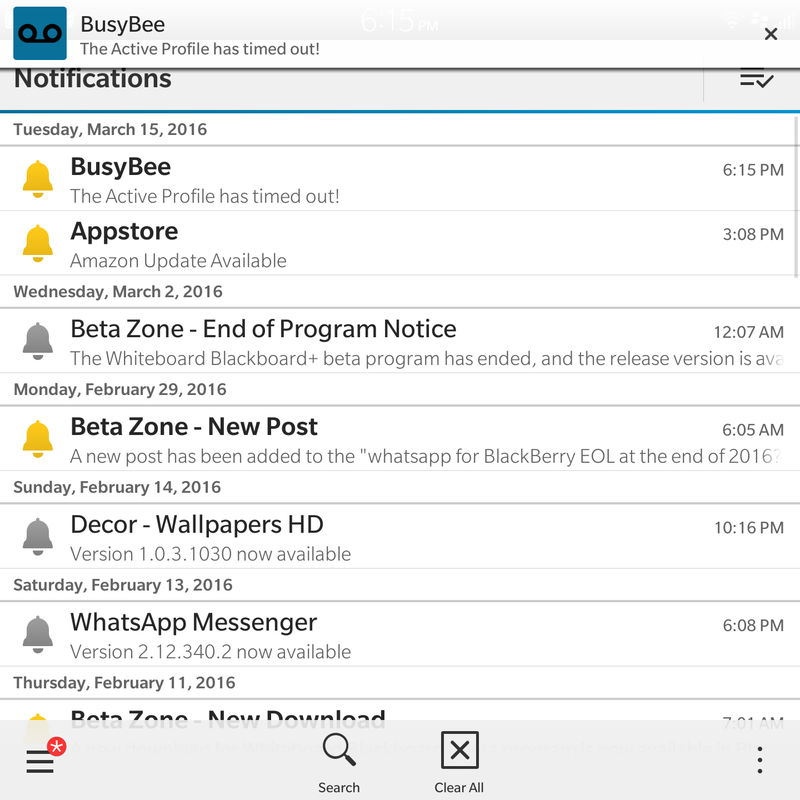 6:15 PM
BusyBee
The Active Profile has timed out!
Notifications
Tuesday, March 15, 2016
BusyBee
6:15 PM
The Active Profile has timed out!
Appstore
3:08 PM
Amazon Update Available
Wednesday, March 2, 2016
Beta Zone - End of Program Notice
12:07 AM
The Whiteboard Blackboard+ beta program has ended, and the release version is ava
Monday, February 29, 2016
Beta Zone - New Post
6:05 AM
A new post has been added to the "whatsapp for BlackBerry EOL at the end of 2016?
Sunday, February 14, 2016
Decor - Wallpapers HD
10:16 PM
Version 1.0.3.1030 now available
Saturday, February 13, 2016
WhatsApp Messenger
6:08 PM
Version 2.12.340.2 now available
Thursday, February 11, 2016
Beta Zone - New Download
7:01 AM
Search
Clear All